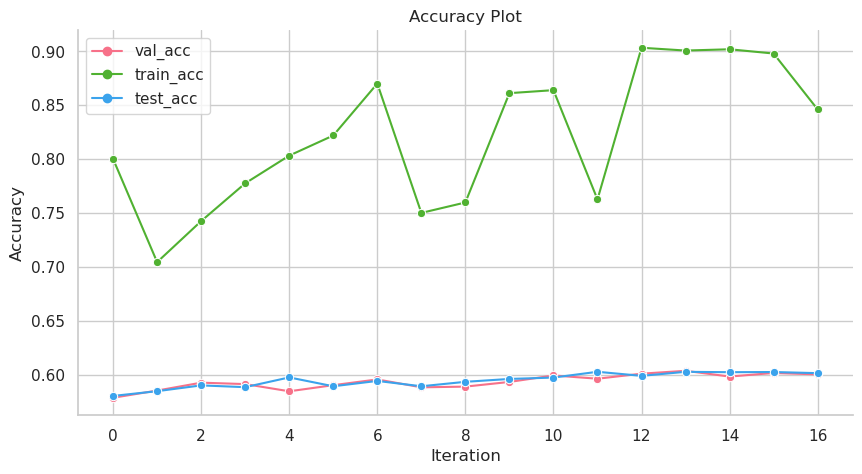 Accuracy Plot
val_acc
train_acc
test_acc
0.90
0.85
0.80
0.75
0.70
0.65
0.60
Accuracy
0 2 4 6 8 10 12 14 16
Iteration